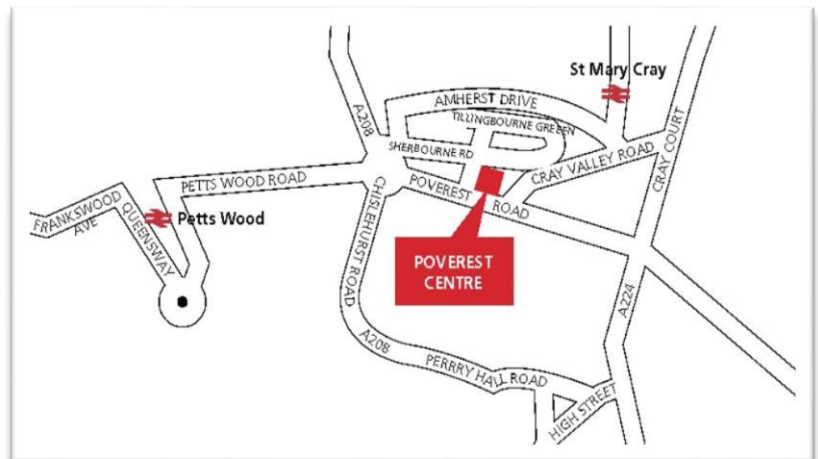 St Mary Cray
AMHERST DRIVE
TILLINGBOURNE GREEN
A208
SHERBOURNE RD
CRAY VALLEY ROAD
CRAY COURT
PETTS WOOD ROAD
POVEREST
ROAD
FRANKSWOOD
AVE
QUEENSWAY
Petts Wood
CHISLEHURST ROAD
POVEREST
CENTRE
A224
A208
PERRRY HALL ROAD
HIGH STREET